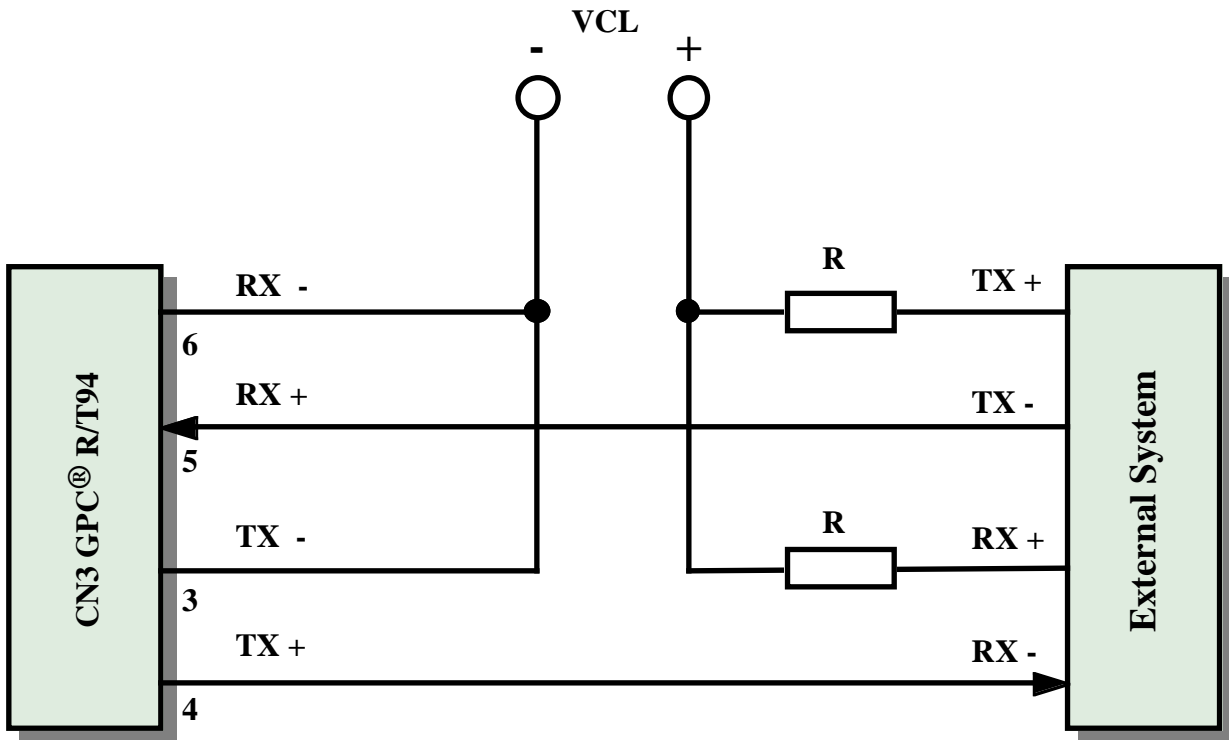 VCL
- +
R
RX - TX +
6
RX + TX -
5
R
TX - RX +
3
TX + RX -
4
CN3 GPC® R/T94
External System